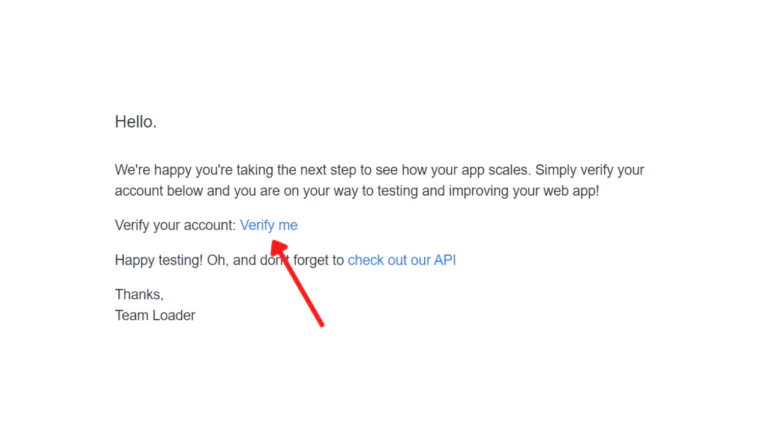 Hello.
We're happy you're taking the next step to see how your app scales. Simply verify your
account below and you are on your way to testing and improving your web app!
Verify your account: Verify me
Happy testing! Oh, and don't forget to check out our API
Thanks,
Team Loader